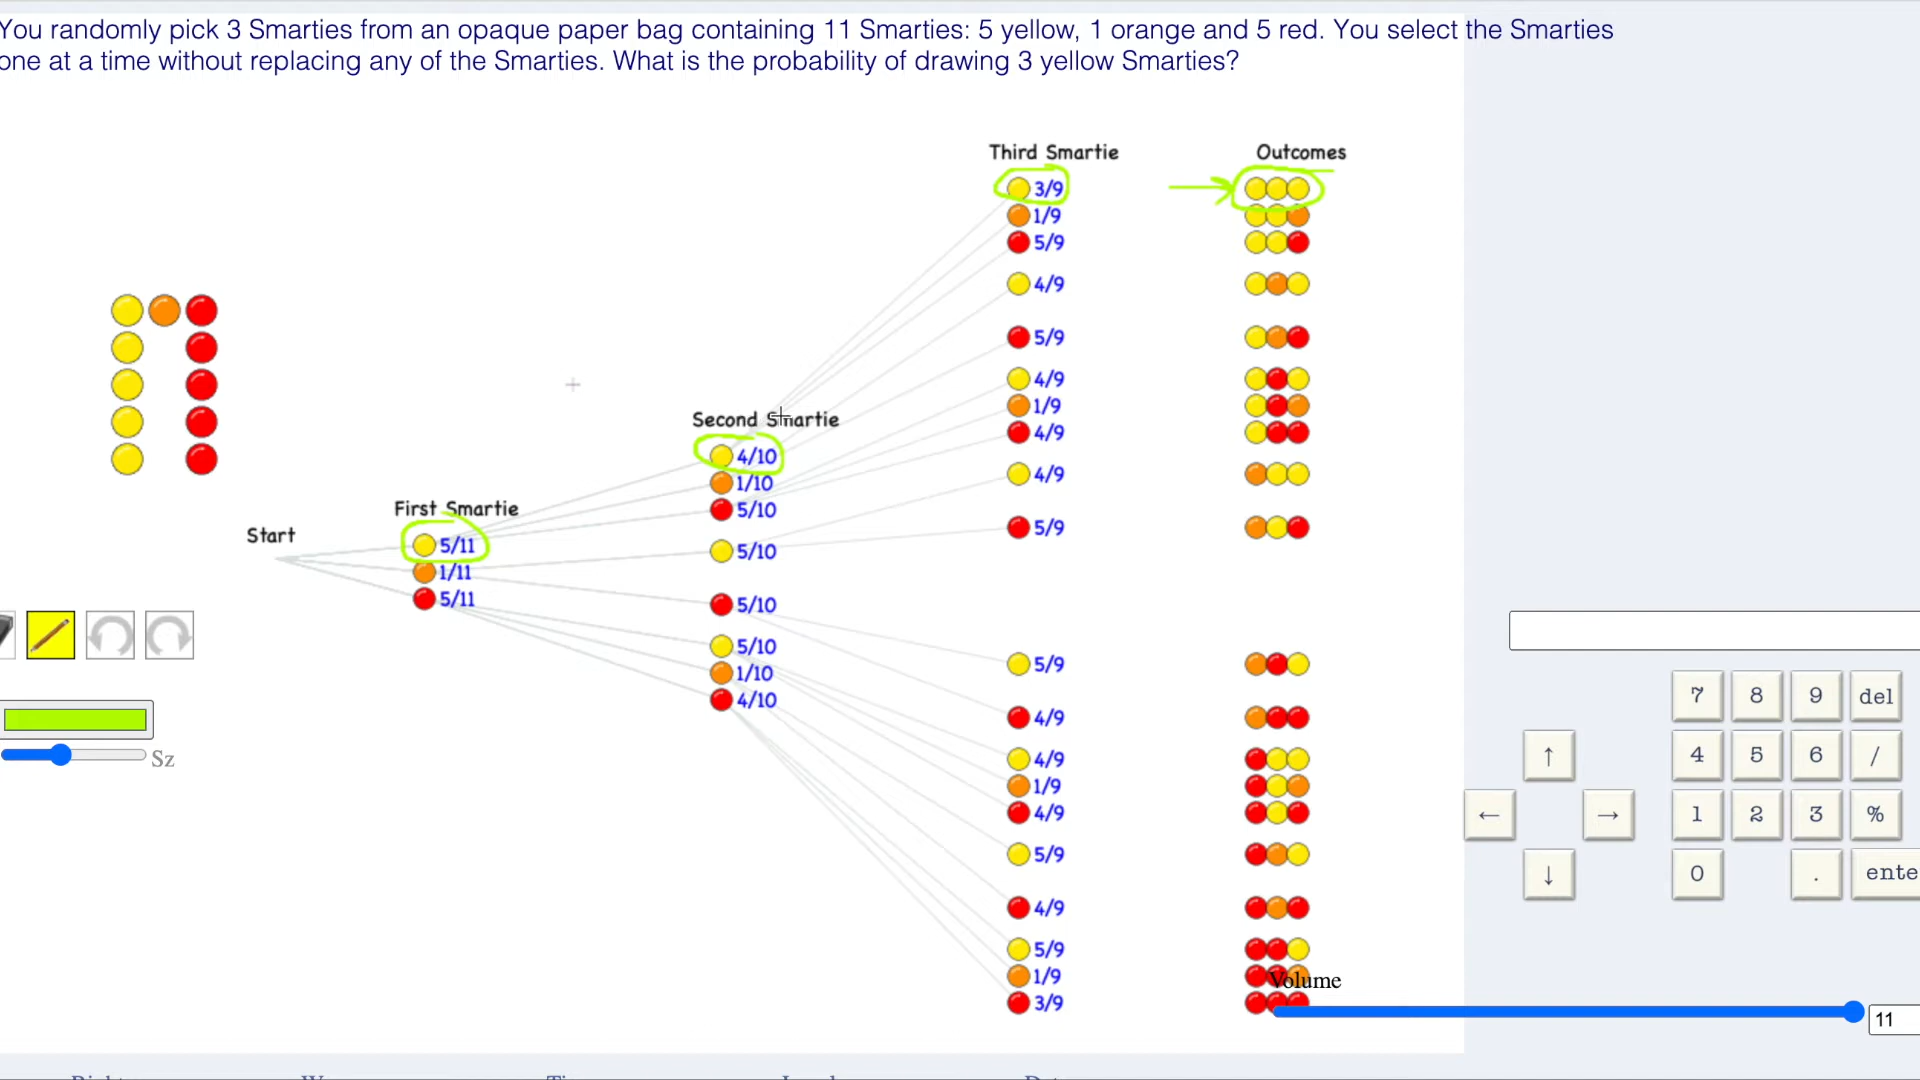 You randomly pick 3 Smarties from an opaque paper bag containing 11 Smarties: 5 yellow, 1 orange and 5 red. You select the Smarties
one at a time without replacing any of the Smarties. What is the probability of drawing 3 yellow Smarties?
Third Smartie
Outcomes
3/9
1/9
5/9
4/9
5/9
4/9
1/9
4/9
4/9
5/9
Second Smartie
4/10
1/10
5/10
5/10
5/10
5/10
1/10
4/10
First Smartie
Start
5/11
1/11
5/11
5/9
4/9
4/9
1/9
4/9
5/9
4/9
5/9
1/9
3/9
Sz
7 8 9 del
↑ 4 5 6 /
← → 1 2 3 %
↓ 0 . ente
Volume
11